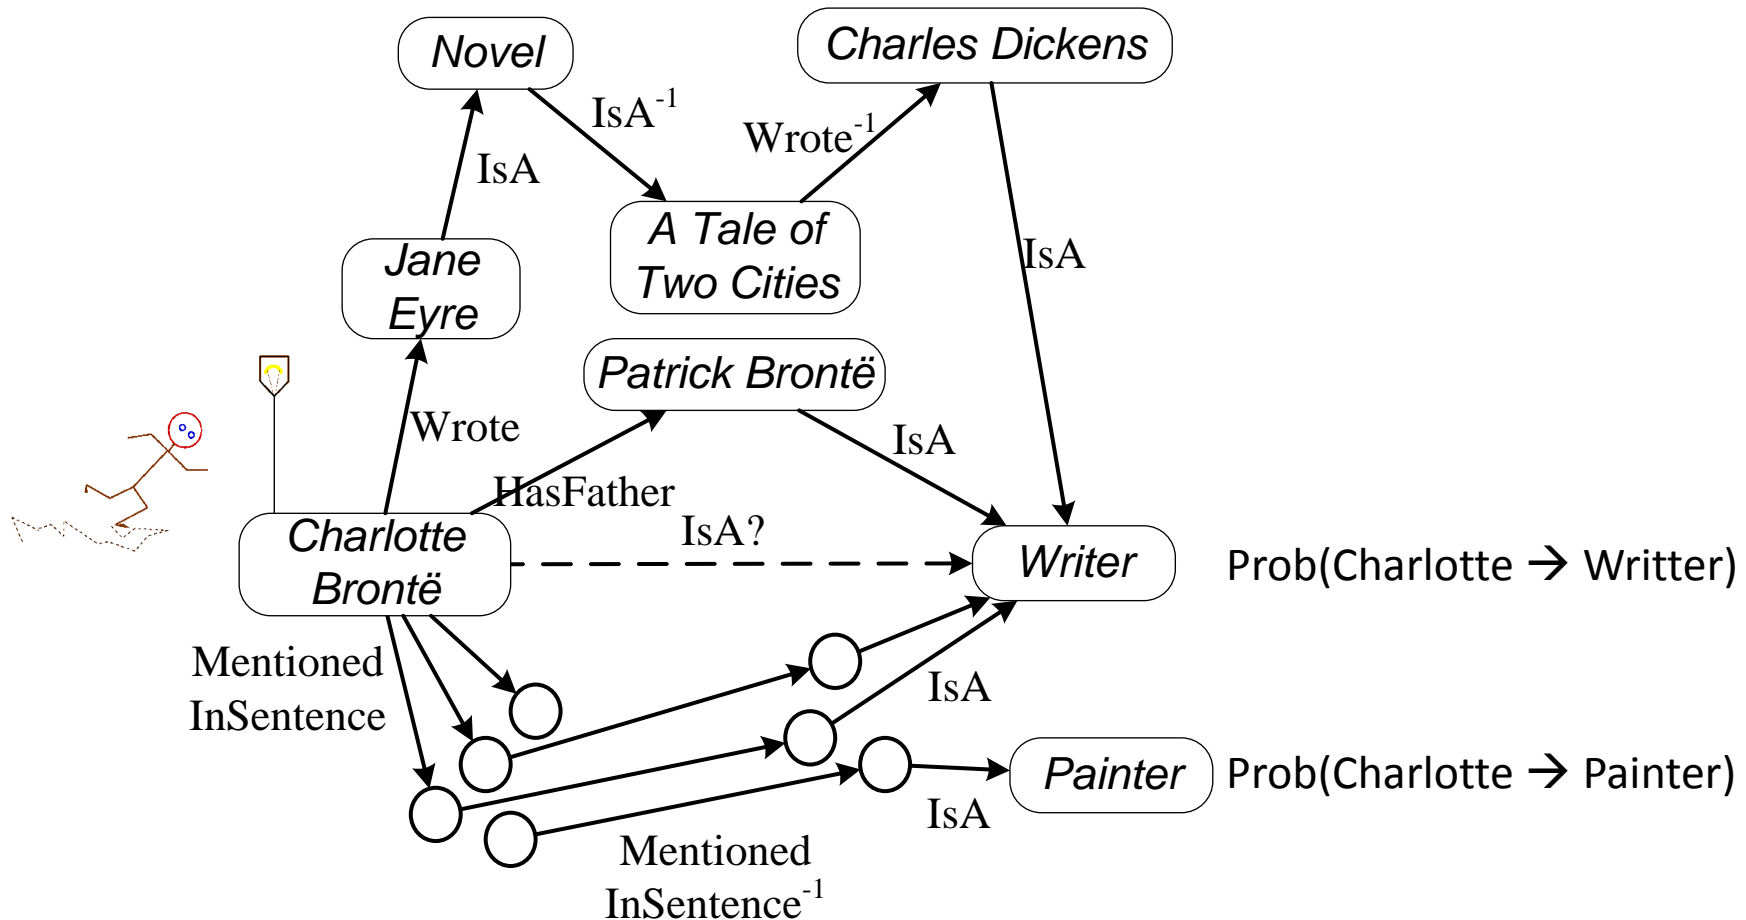 Novel
Charles Dickens
IsA⁻¹
Wrote⁻¹
IsA
A Tale of
Two Cities
Jane
Eyre
IsA
Patrick Brontë
Wrote
IsA
HasFather
IsA?
Charlotte
Brontë
Writer
Prob(Charlotte → Writter)
Mentioned
InSentence
IsA
Painter
Prob(Charlotte → Painter)
IsA
Mentioned
InSentence⁻¹